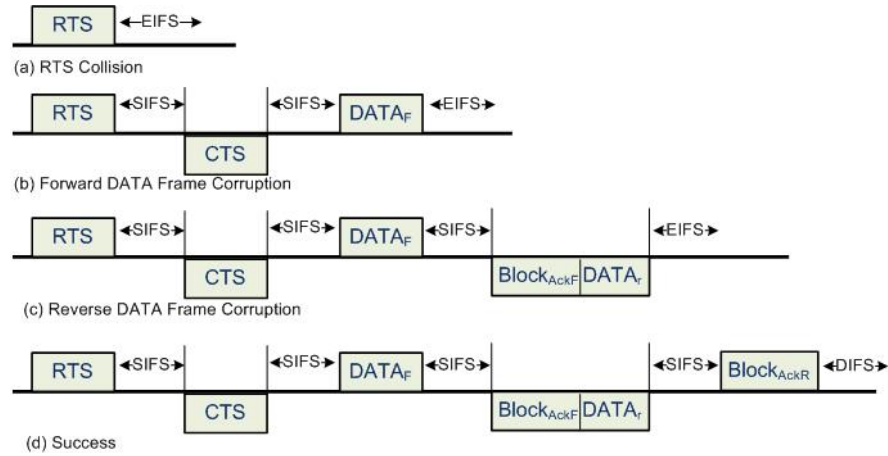 RTS EIFS
(a) RTS Collision
RTS SIFS SIFS DATAF EIFS
CTS
(b) Forward DATA Frame Corruption
RTS SIFS SIFS DATAF SIFS EIFS
CTS BlockAckF DATAr
(c) Reverse DATA Frame Corruption
RTS SIFS SIFS DATAF SIFS SIFS BlockAckR DIFS
CTS BlockAckF DATAr
(d) Success